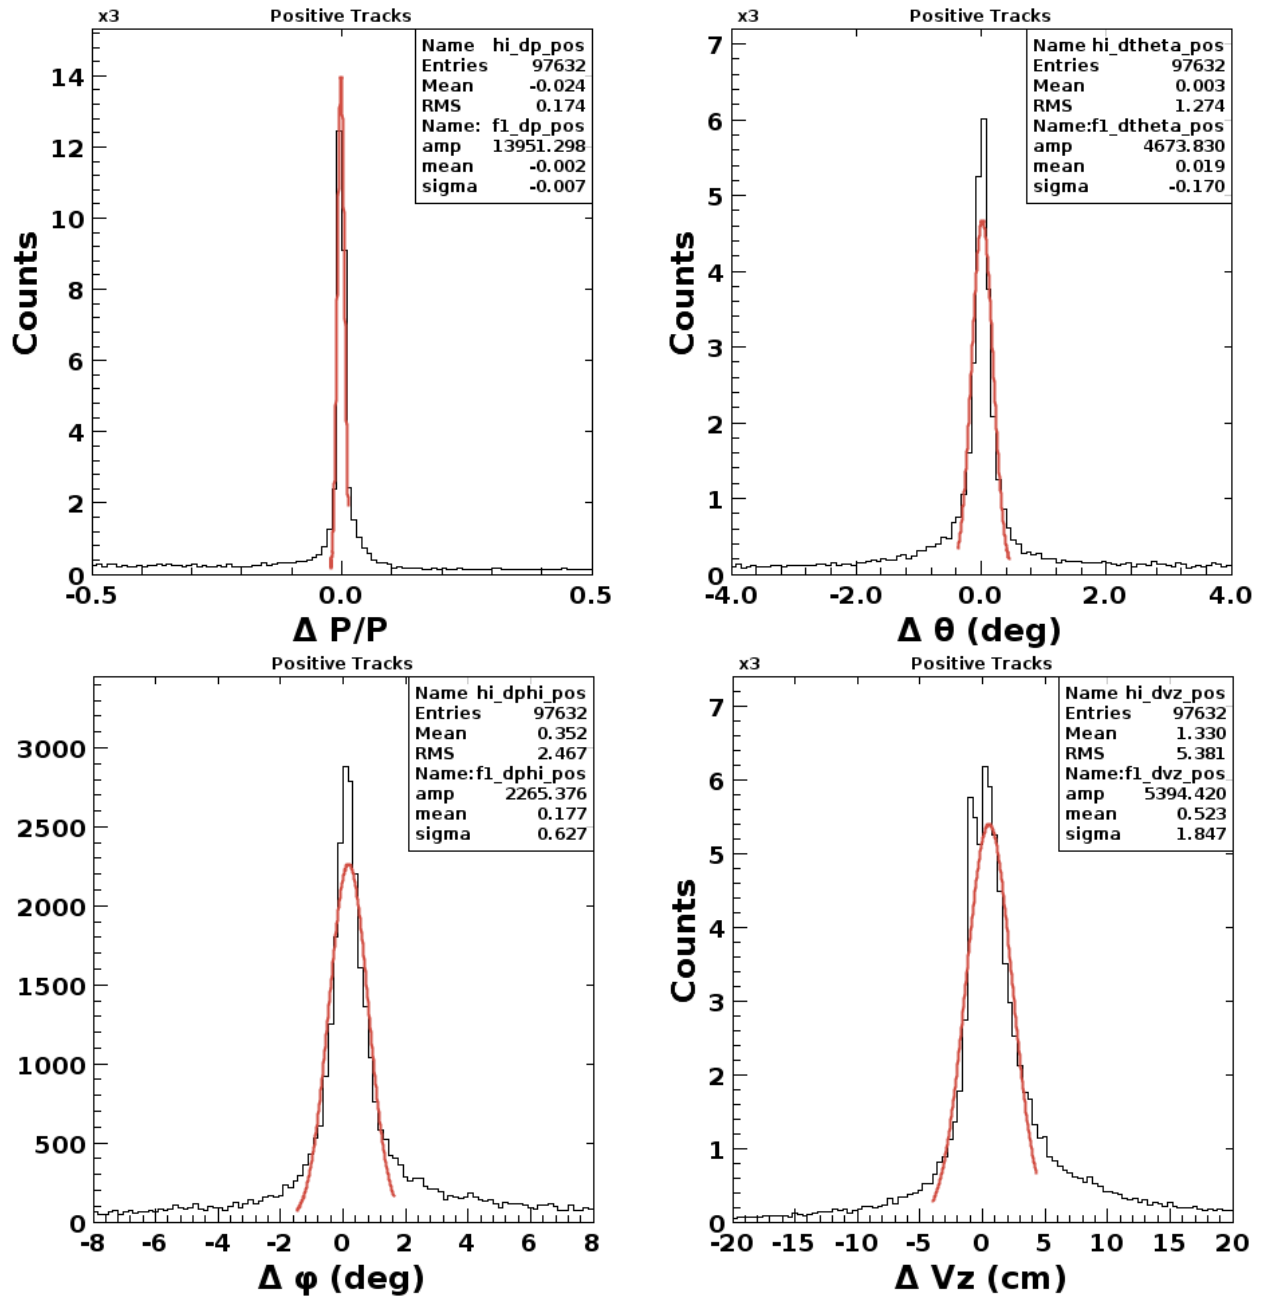 x3 Positive Tracks
Name hi_dp_pos
Entries 97632
Mean -0.024
RMS 0.174
Name: f1_dp_pos
amp 13951.298
mean -0.002
sigma -0.007
14
12
10
8
6
4
2
0
Counts
-0.5 0.0 0.5
Δ P/P
x3 Positive Tracks
Name hi_dtheta_pos
Entries 97632
Mean 0.003
RMS 1.274
Name:f1_dtheta_pos
amp 4673.830
mean 0.019
sigma -0.170
7
6
5
4
3
2
1
0
Counts
-4.0 -2.0 0.0 2.0 4.0
Δ θ (deg)
Positive Tracks
Name hi_dphi_pos
Entries 97632
Mean 0.352
RMS 2.467
Name:f1_dphi_pos
amp 2265.376
mean 0.177
sigma 0.627
3000
2500
2000
1500
1000
500
0
-8 -6 -4 -2 0 2 4 6 8
Δ φ (deg)
x3 Positive Tracks
Name hi_dvz_pos
Entries 97632
Mean 1.330
RMS 5.381
Name:f1_dvz_pos
amp 5394.420
mean 0.523
sigma 1.847
7
6
5
4
3
2
1
0
Counts
-20 -15 -10 -5 0 5 10 15 20
Δ Vz (cm)